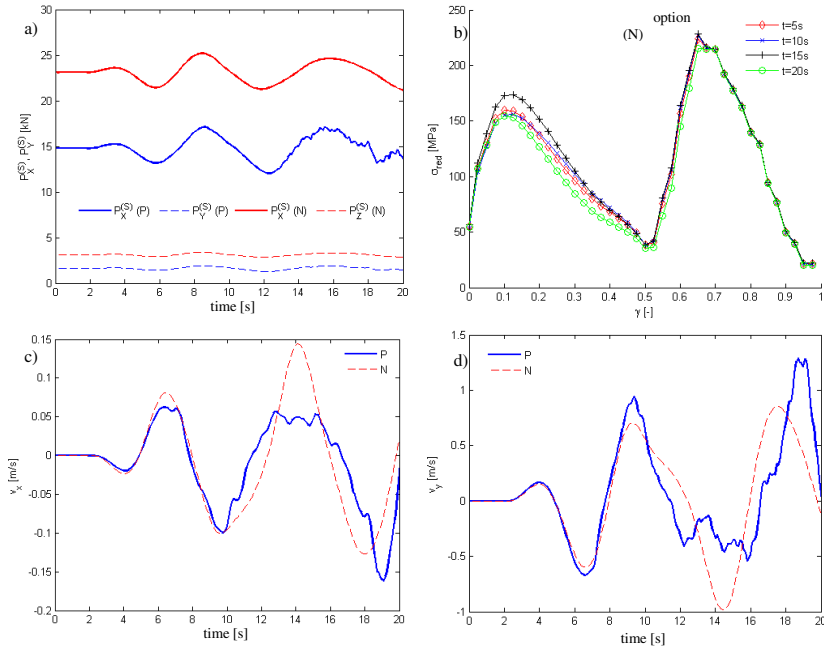 a)
30
25
20
15
10
5
0
P_X^(S), P_Y^(S) [kN]
P_X^(S) (P) P_Y^(S) (P) P_X^(S) (N) P_Z^(S) (N)
0 2 4 6 8 10 12 14 16 18 20
time [s]
b)
option
(N)
t=5s
t=10s
t=15s
t=20s
250
200
150
100
50
0
σ_red [MPa]
0 0.1 0.2 0.3 0.4 0.5 0.6 0.7 0.8 0.9 1
γ [-]
c)
P
N
0.15
0.1
0.05
0
-0.05
-0.1
-0.15
-0.2
v_x [m/s]
0 2 4 6 8 10 12 14 16 18 20
time [s]
d)
P
N
1.5
1
0.5
0
-0.5
-1
v_y [m/s]
0 2 4 6 8 10 12 14 16 18 20
time [s]